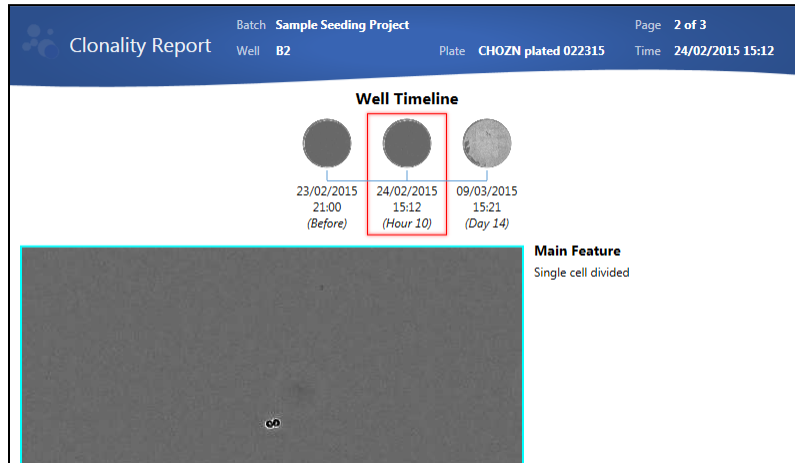 Clonality Report
Batch Sample Seeding Project Page 2 of 3
Well B2 Plate CHOZN plated 022315 Time 24/02/2015 15:12
Well Timeline
23/02/2015 24/02/2015 09/03/2015
21:00 15:12 15:21
(Before) (Hour 10) (Day 14)
Main Feature
Single cell divided